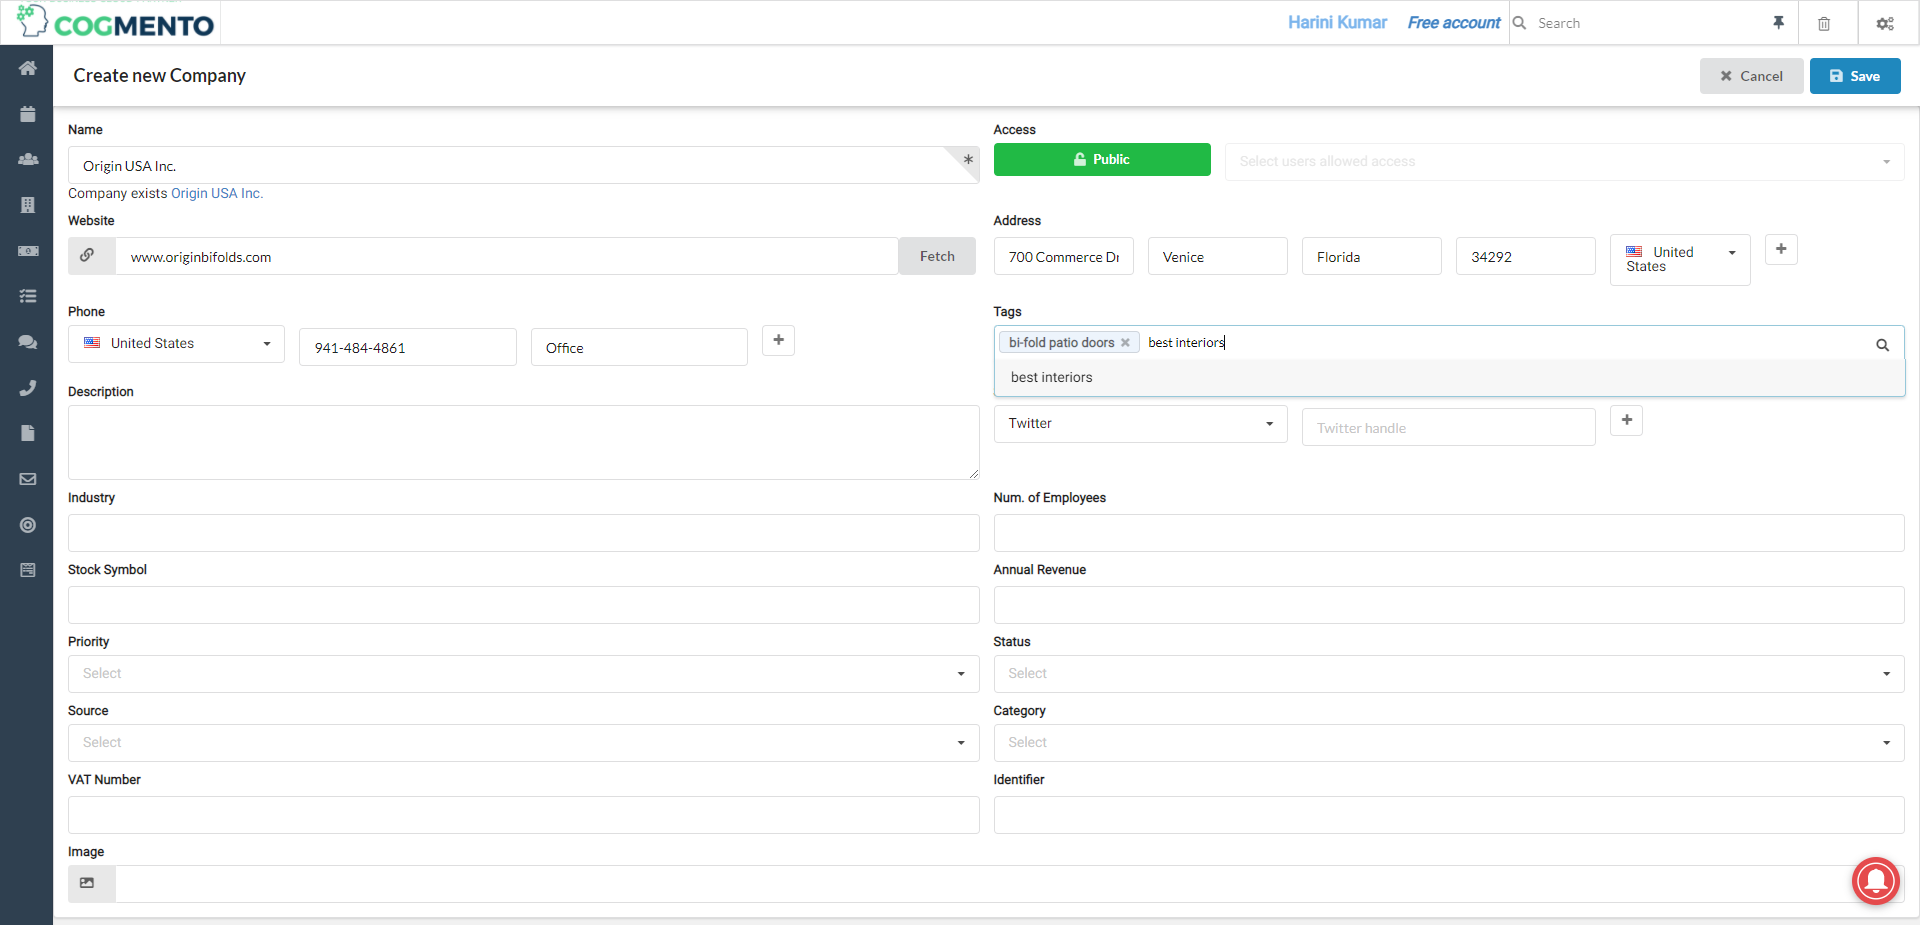 COGMENTO
Harini Kumar
Free account
Search
Create new Company
Cancel
Save
Name
Origin USA Inc.
*
Company exists Origin USA Inc.
Access
Public
Select users allowed access
Website
www.originbifolds.com
Fetch
Address
700 Commerce Dr
Venice
Florida
34292
United
States
+
Phone
United States
941-484-4861
Office
+
Tags
bi-fold patio doors
best interiors
best interiors
Description
Twitter
Twitter handle
+
Industry
Num. of Employees
Stock Symbol
Annual Revenue
Priority
Select
Status
Select
Source
Select
Category
Select
VAT Number
Identifier
Image